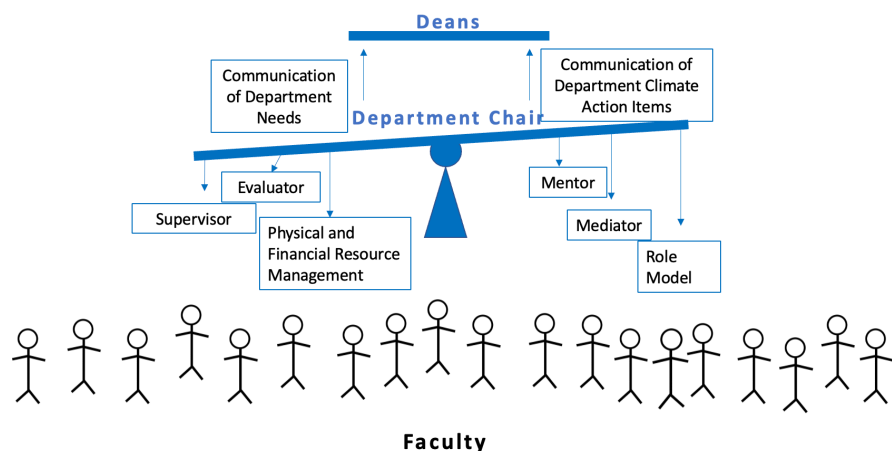 Deans
Communication
of Department
Needs
Communication of
Department Climate
Action Items
Department Chair
Evaluator
Supervisor
Physical and
Financial Resource
Management
Mentor
Mediator
Role
Model
Faculty